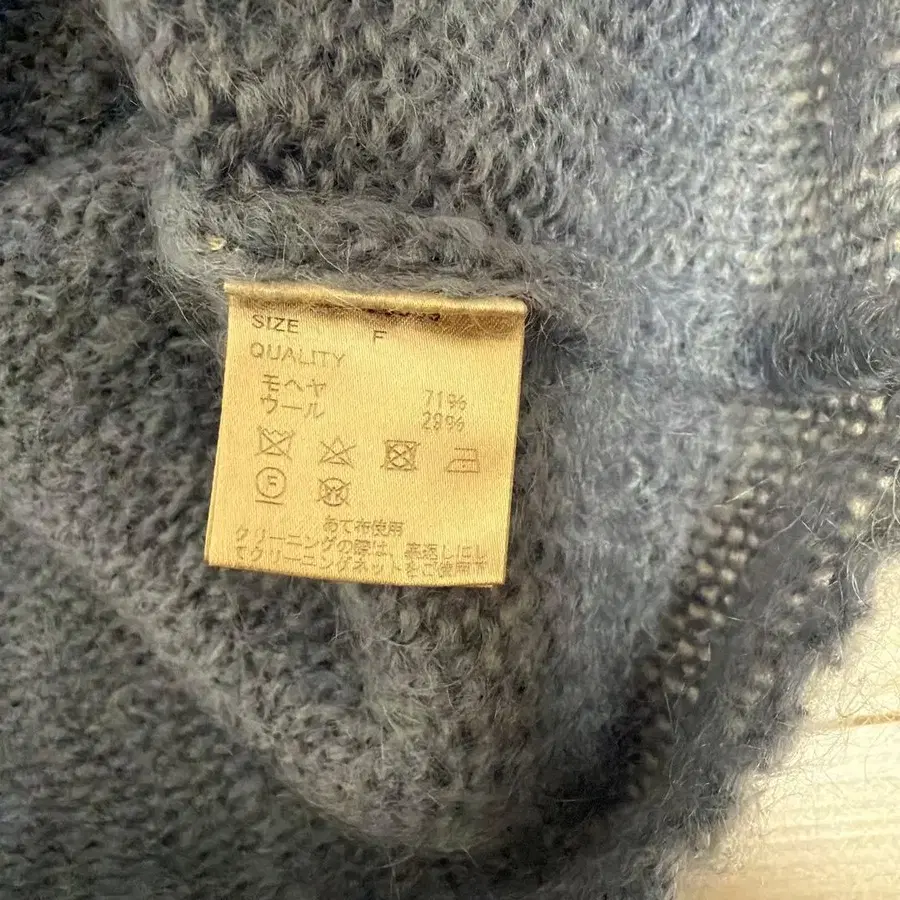 SIZE F
QUALITY
モヘヤ 71%
ウール 29%
F
あて布使用
クリーニングの際は、裏返しにし
てクリーニングネットをご使用下